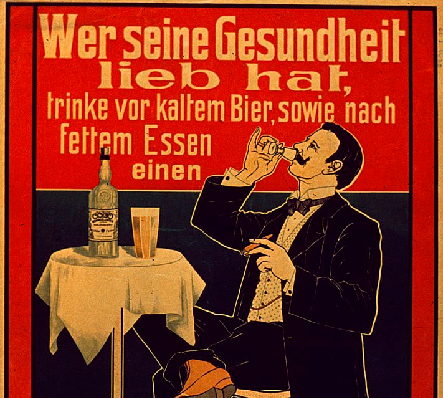 Wer seine Gesundheit
lieb hat,
trinke vor kaltem Bier, sowie nach
fettem Essen
einen